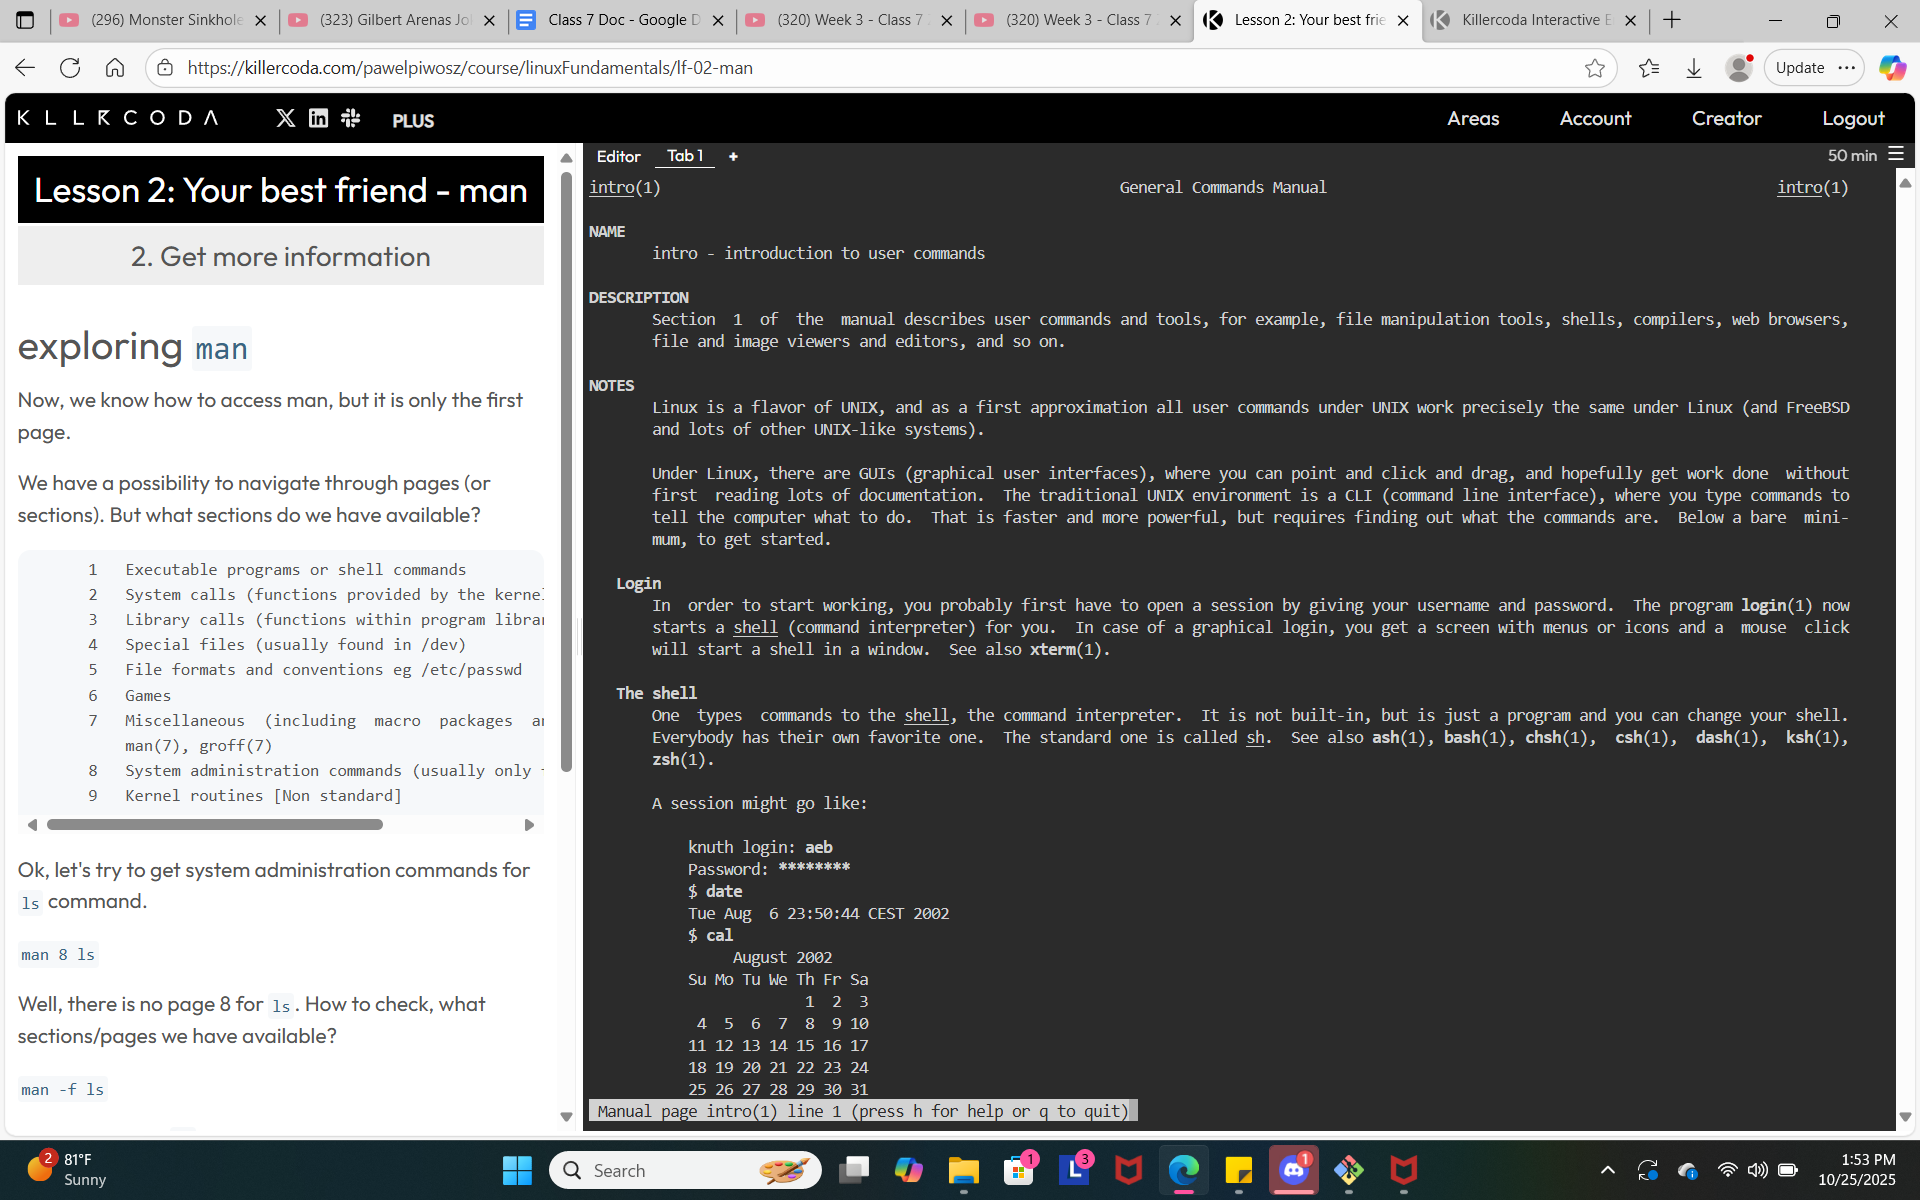 (296) Monster Sinkhole
(323) Gilbert Arenas Jo
Class 7 Doc - Google D
(320) Week 3 - Class 7
(320) Week 3 - Class 7
Lesson 2: Your best frie
Killercoda Interactive E
https://killercoda.com/pawelpiwosz/course/linuxFundamentals/lf-02-man
Update
KLLRCODA
PLUS
Areas
Account
Creator
Logout
Lesson 2: Your best friend - man
2. Get more information
exploring man
Now, we know how to access man, but it is only the first
page.
We have a possibility to navigate through pages (or
sections). But what sections do we have available?
1 Executable programs or shell commands
2 System calls (functions provided by the kernel
3 Library calls (functions within program librar
4 Special files (usually found in /dev)
5 File formats and conventions eg /etc/passwd
6 Games
7 Miscellaneous (including macro packages an
man(7), groff(7)
8 System administration commands (usually only
9 Kernel routines [Non standard]
Ok, let's try to get system administration commands for
ls command.
man 8 ls
Well, there is no page 8 for ls. How to check, what
sections/pages we have available?
man -f ls
Editor
Tab 1
+
50 min
intro(1) General Commands Manual intro(1)
NAME
intro - introduction to user commands
DESCRIPTION
Section 1 of the manual describes user commands and tools, for example, file manipulation tools, shells, compilers, web browsers,
file and image viewers and editors, and so on.
NOTES
Linux is a flavor of UNIX, and as a first approximation all user commands under UNIX work precisely the same under Linux (and FreeBSD
and lots of other UNIX-like systems).
Under Linux, there are GUIs (graphical user interfaces), where you can point and click and drag, and hopefully get work done without
first reading lots of documentation. The traditional UNIX environment is a CLI (command line interface), where you type commands to
tell the computer what to do. That is faster and more powerful, but requires finding out what the commands are. Below a bare mini-
mum, to get started.
Login
In order to start working, you probably first have to open a session by giving your username and password. The program login(1) now
starts a shell (command interpreter) for you. In case of a graphical login, you get a screen with menus or icons and a mouse click
will start a shell in a window. See also xterm(1).
The shell
One types commands to the shell, the command interpreter. It is not built-in, but is just a program and you can change your shell.
Everybody has their own favorite one. The standard one is called sh. See also ash(1), bash(1), chsh(1), csh(1), dash(1), ksh(1),
zsh(1).
A session might go like:
knuth login: aeb
Password: ********
$ date
Tue Aug 6 23:50:44 CEST 2002
$ cal
August 2002
Su Mo Tu We Th Fr Sa
1 2 3
4 5 6 7 8 9 10
11 12 13 14 15 16 17
18 19 20 21 22 23 24
25 26 27 28 29 30 31
Manual page intro(1) line 1 (press h for help or q to quit)
2
81°F
Sunny
Search
1
L
3
1
1:53 PM
10/25/2025